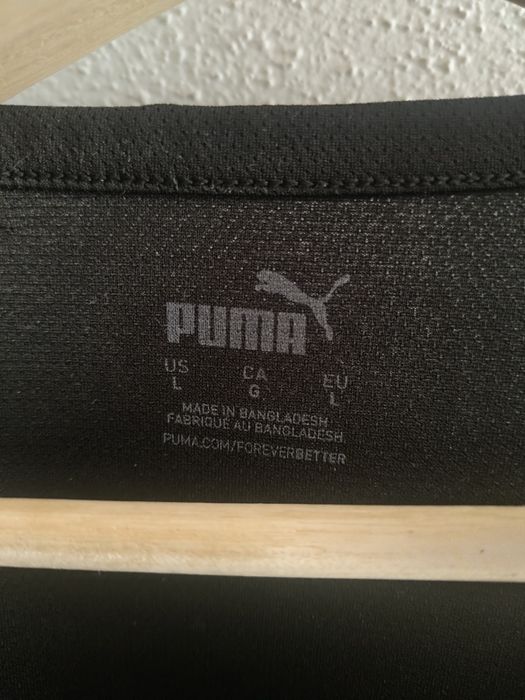 PUMA
US CA EU
L G L
MADE IN BANGLADESH
FABRIQUÉ AU BANGLADESH
PUMA.COM/FOREVERBETTER